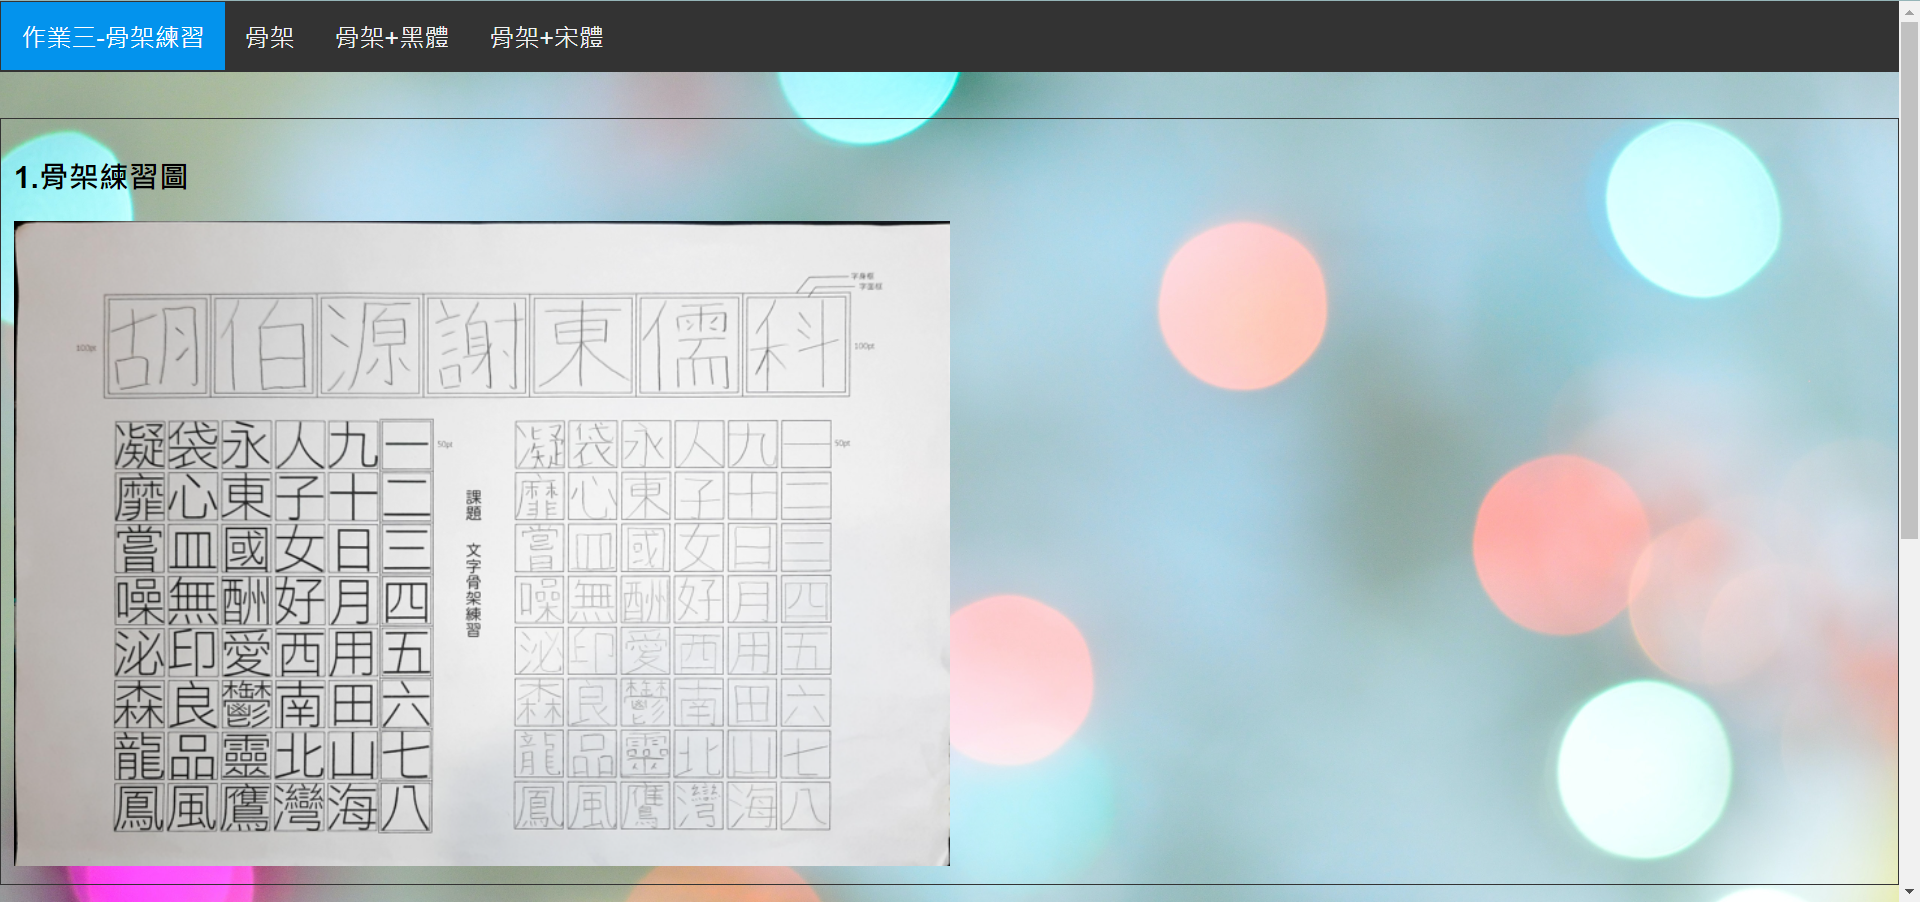 作業三-骨架練習 骨架 骨架+黑體 骨架+宋體
1.骨架練習圖
字身框
字面框
100pt 胡伯源謝東儒科 100pt
凝袋永人九一 50pt
靡心東子十二
嘗皿國女日三
噪無酬好月四
泌印愛西用五
森良鬱南田六
龍品靈北山七
鳳風鷹灣海八
課題 文字骨架練習
凝袋永人九一 50pt
靡心東子十二
嘗皿國女日三
噪無酬好月四
泌印愛西用五
森良鬱南田六
龍品靈北山七
鳳風鷹灣海八